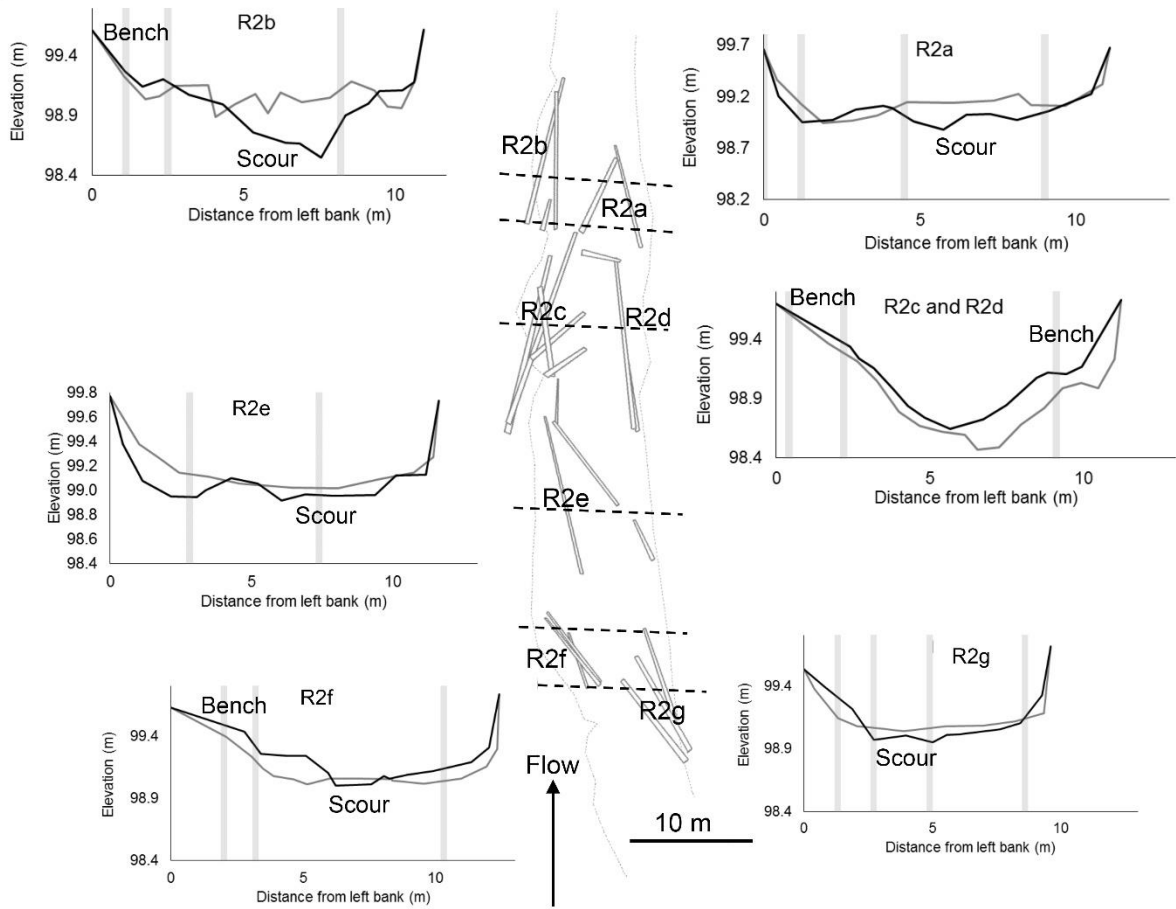 R2b
Bench
Elevation (m)
99.4
98.9
98.4
Scour
0
5
10
Distance from left bank (m)
R2a
Elevation (m)
99.7
99.2
98.7
98.2
Scour
0
5
10
Distance from left bank (m)
R2b
R2a
R2c
R2d
R2e
R2f
R2g
Flow
10 m
R2c and R2d
Bench
Bench
Elevation (m)
99.4
98.9
98.4
0
5
10
Distance from left bank (m)
R2e
Elevation (m)
99.8
99.6
99.4
99.2
99.0
98.8
98.6
98.4
Scour
0
5
10
Distance from left bank (m)
R2f
Bench
Elevation (m)
99.4
98.9
98.4
Scour
0
5
10
Distance from left bank (m)
R2g
Elevation (m)
99.4
98.9
98.4
Scour
0
5
10
Distance from left bank (m)